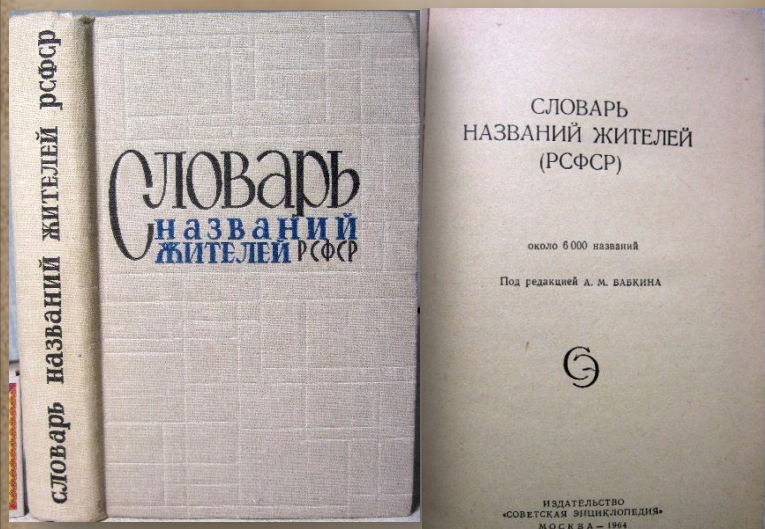 словарь названий жителей рсфср
Словарь
названий
жителей РСФСР
СЛОВАРЬ
НАЗВАНИЙ ЖИТЕЛЕЙ
(РСФСР)
около 6 000 названий
Под редакцией А. М. БАБКИНА
СЭ
ИЗДАТЕЛЬСТВО
«СОВЕТСКАЯ ЭНЦИКЛОПЕДИЯ»
МОСКВА — 1964